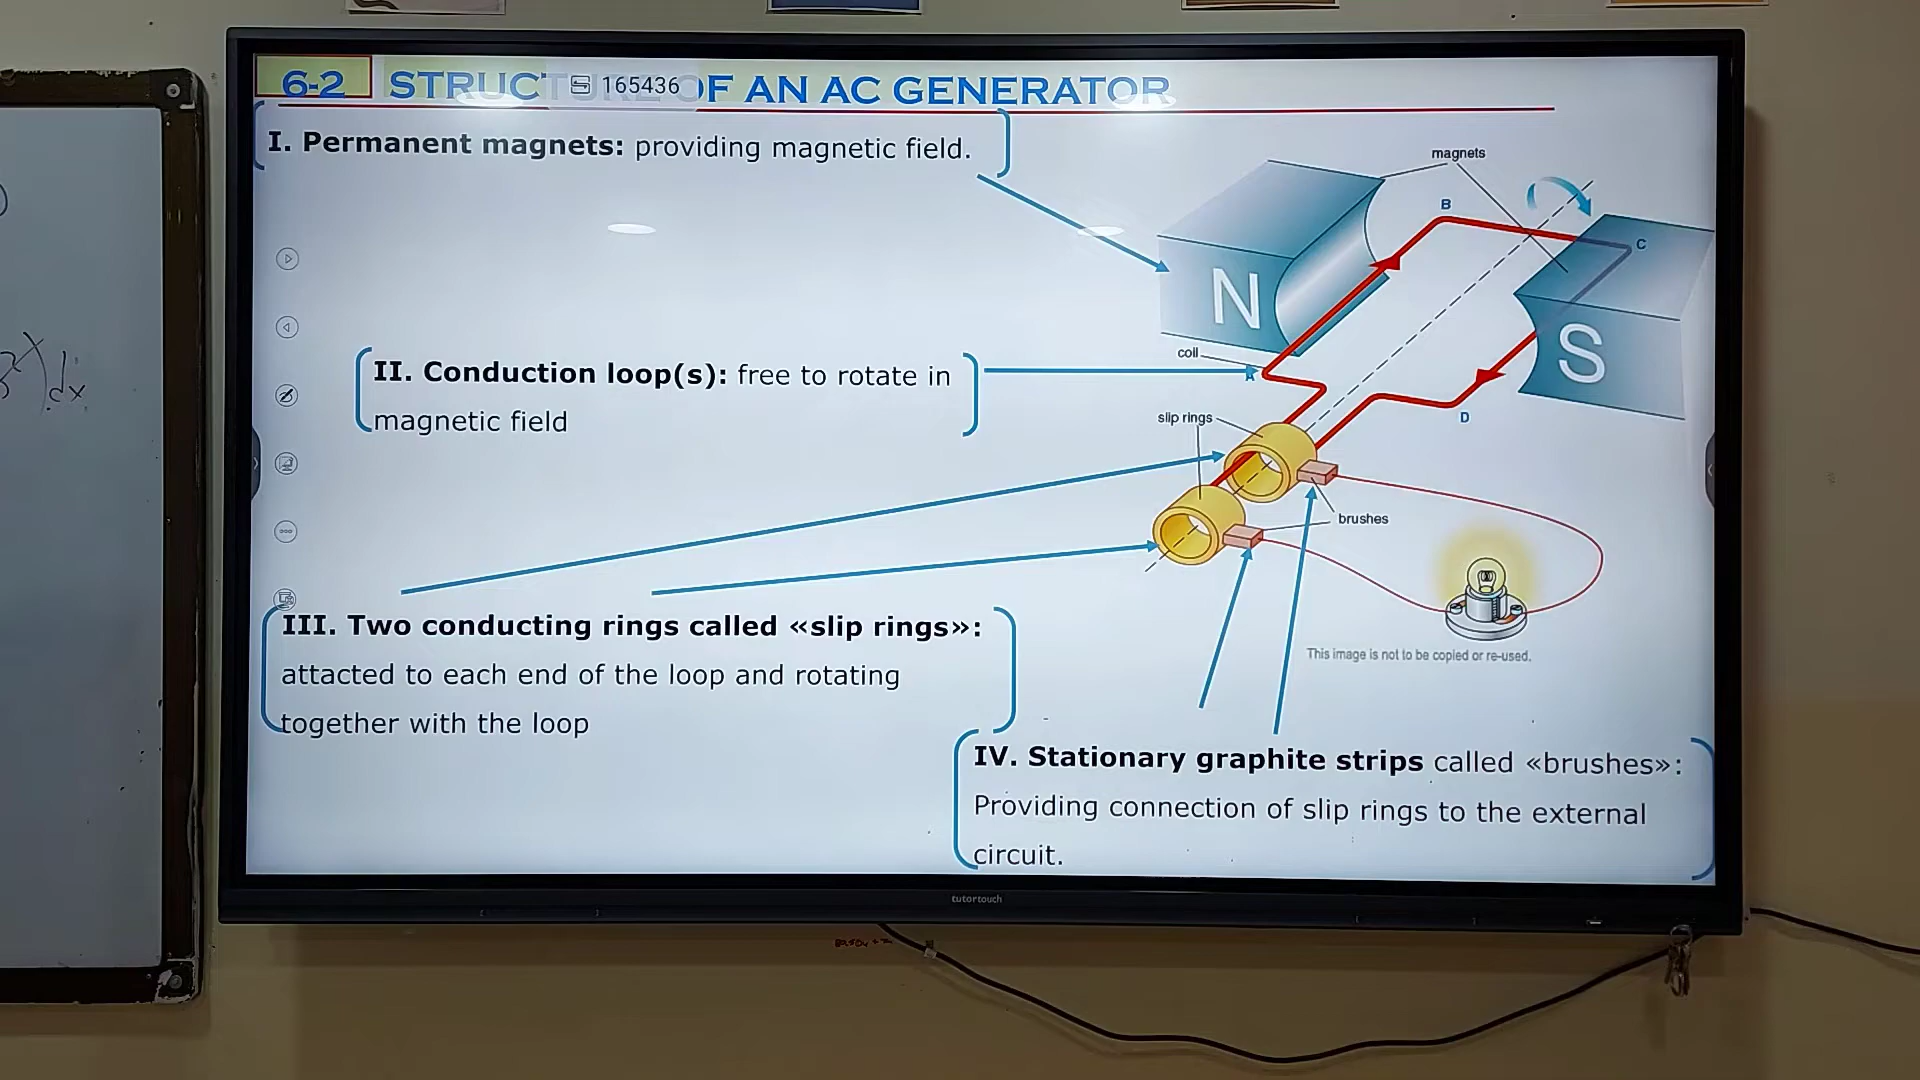 6-2 STRUCTURE OF AN AC GENERATOR
165436
I. Permanent magnets: providing magnetic field.
magnets
B
C
N
S
II. Conduction loop(s): free to rotate in
magnetic field
coil
A
D
slip rings
brushes
This image is not to be copied or re-used.
III. Two conducting rings called «slip rings»:
attacted to each end of the loop and rotating
together with the loop
IV. Stationary graphite strips called «brushes»:
Providing connection of slip rings to the external
circuit.
tutortouch
dx